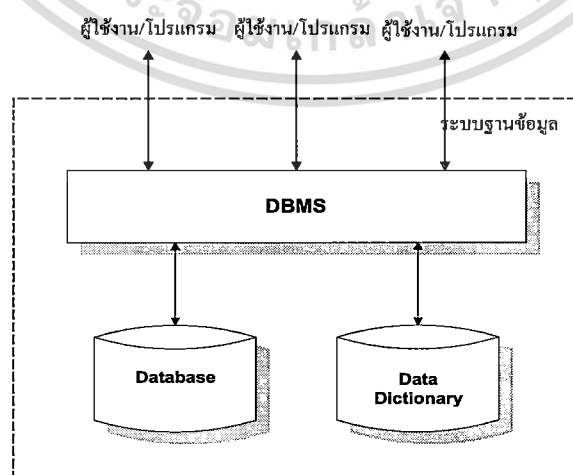 ผู้ใช้งาน/โปรแกรม ผู้ใช้งาน/โปรแกรม ผู้ใช้งาน/โปรแกรม
ระบบฐานข้อมูล
DBMS
Database
Data
Dictionary